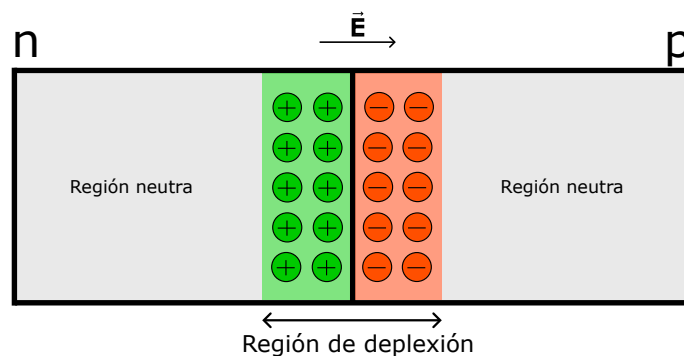 E
n
p
Región neutra
Región neutra
Región de deplexión